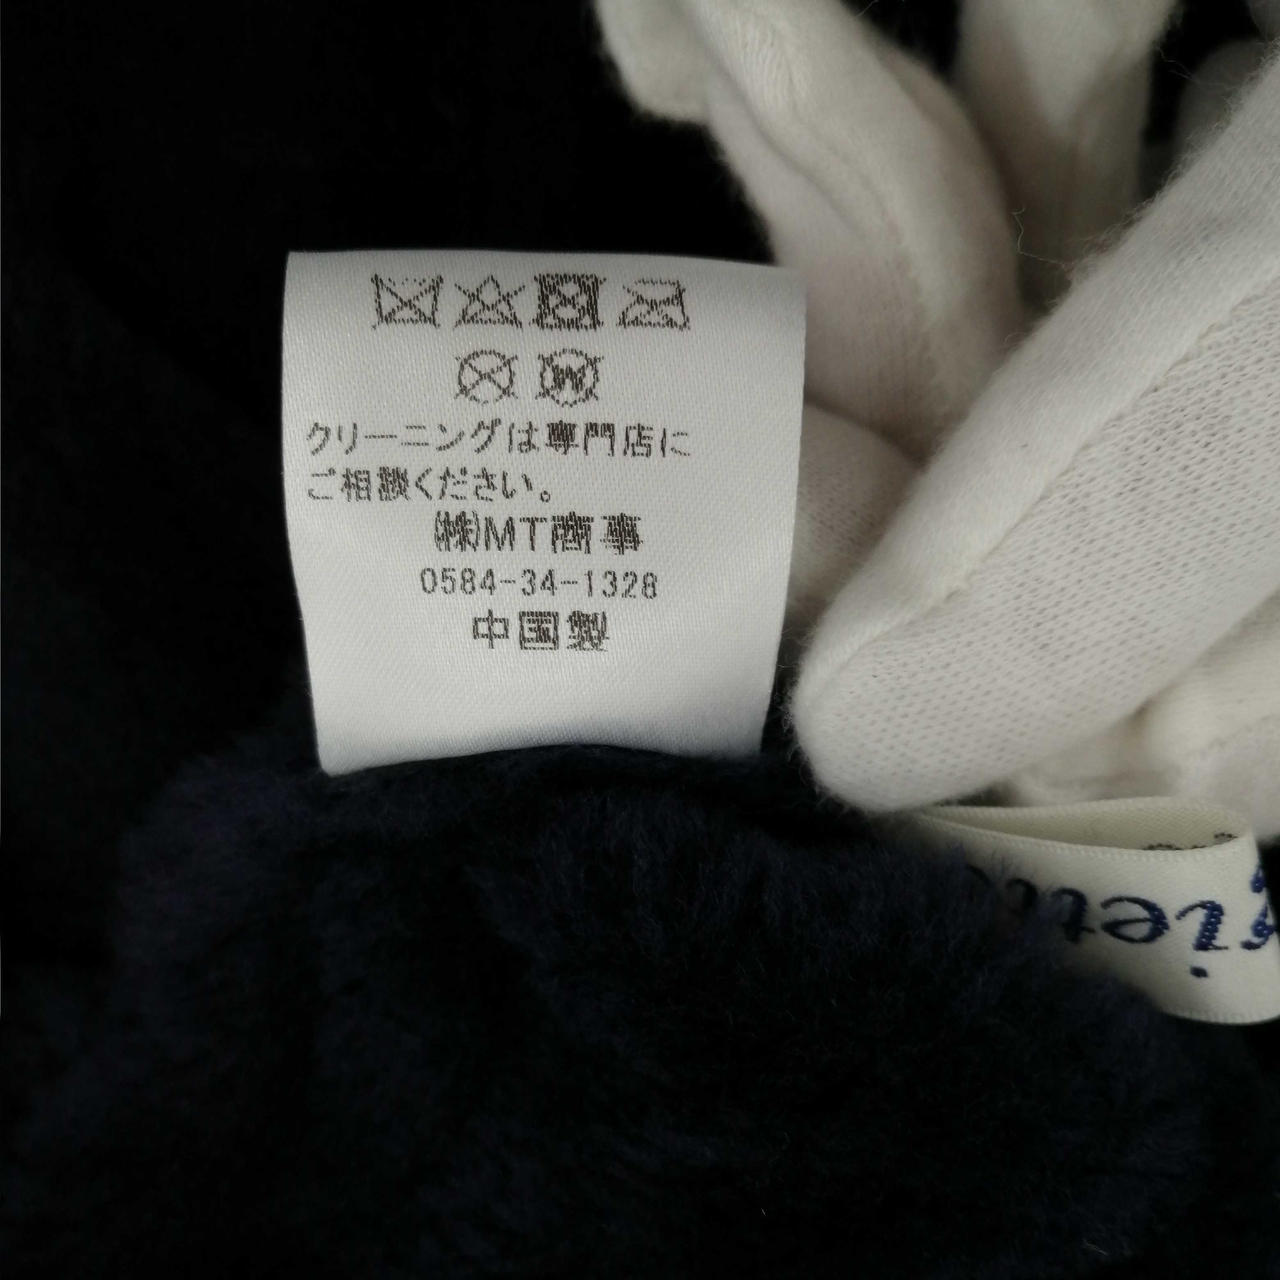 クリーニングは専門店に
ご相談ください。
㈱MT商事
0584-34-1328
中国製